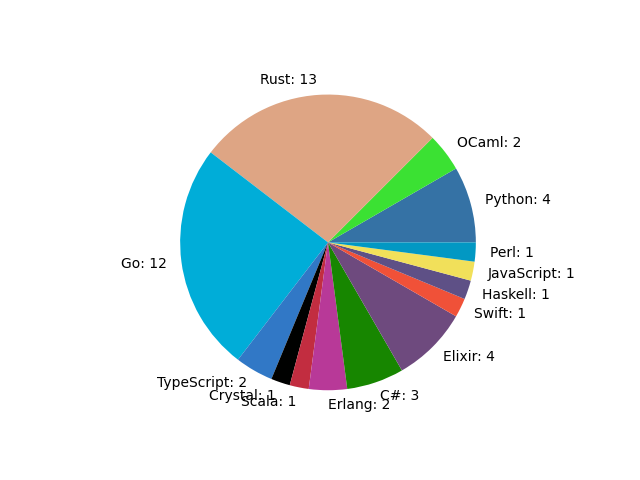 Rust: 13
OCaml: 2
Python: 4
Go: 12
Perl: 1
JavaScript: 1
Haskell: 1
Swift: 1
Elixir: 4
TypeScript: 2
Crystal: 1
Scala: 1
Erlang: 2
C#: 3